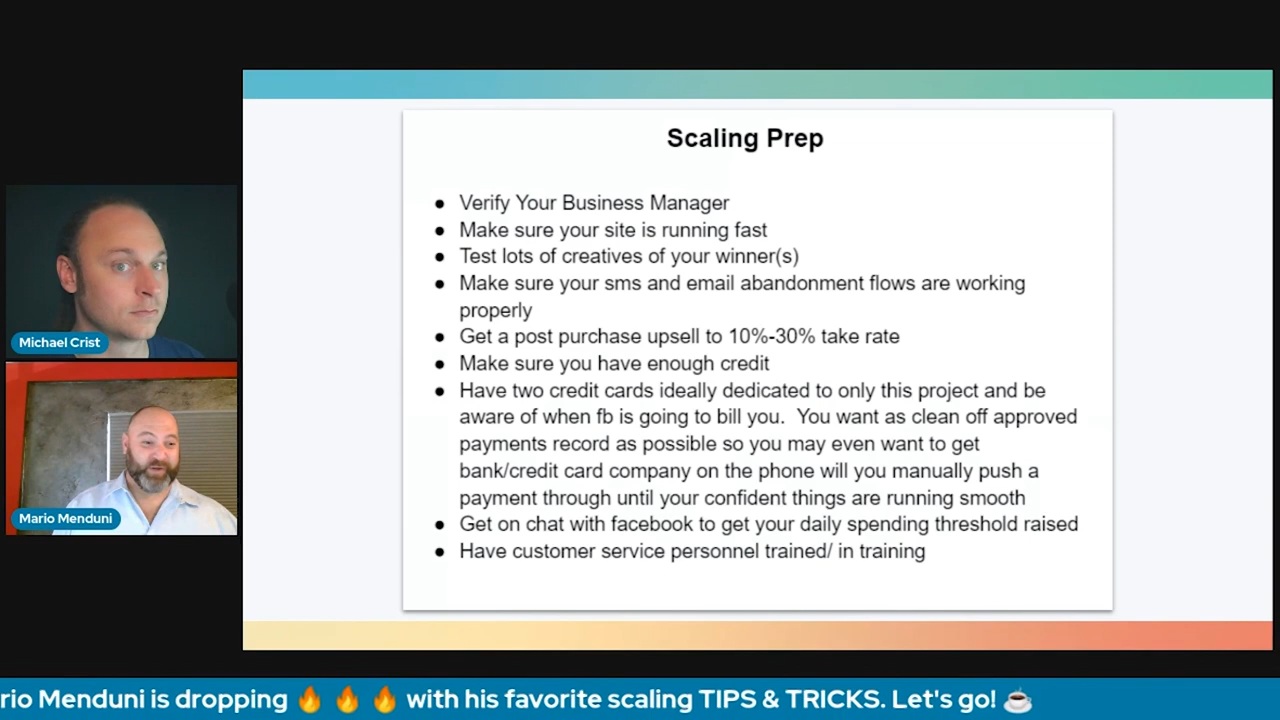 Scaling Prep
● Verify Your Business Manager
● Make sure your site is running fast
● Test lots of creatives of your winner(s)
● Make sure your sms and email abandonment flows are working
properly
● Get a post purchase upsell to 10%-30% take rate
● Make sure you have enough credit
● Have two credit cards ideally dedicated to only this project and be
aware of when fb is going to bill you.  You want as clean off approved
payments record as possible so you may even want to get
bank/credit card company on the phone will you manually push a
payment through until your confident things are running smooth
● Get on chat with facebook to get your daily spending threshold raised
● Have customer service personnel trained/ in training
Michael Crist
Mario Menduni
rio Menduni is dropping 🔥 🔥 🔥 with his favorite scaling TIPS & TRICKS. Let's go! ☕